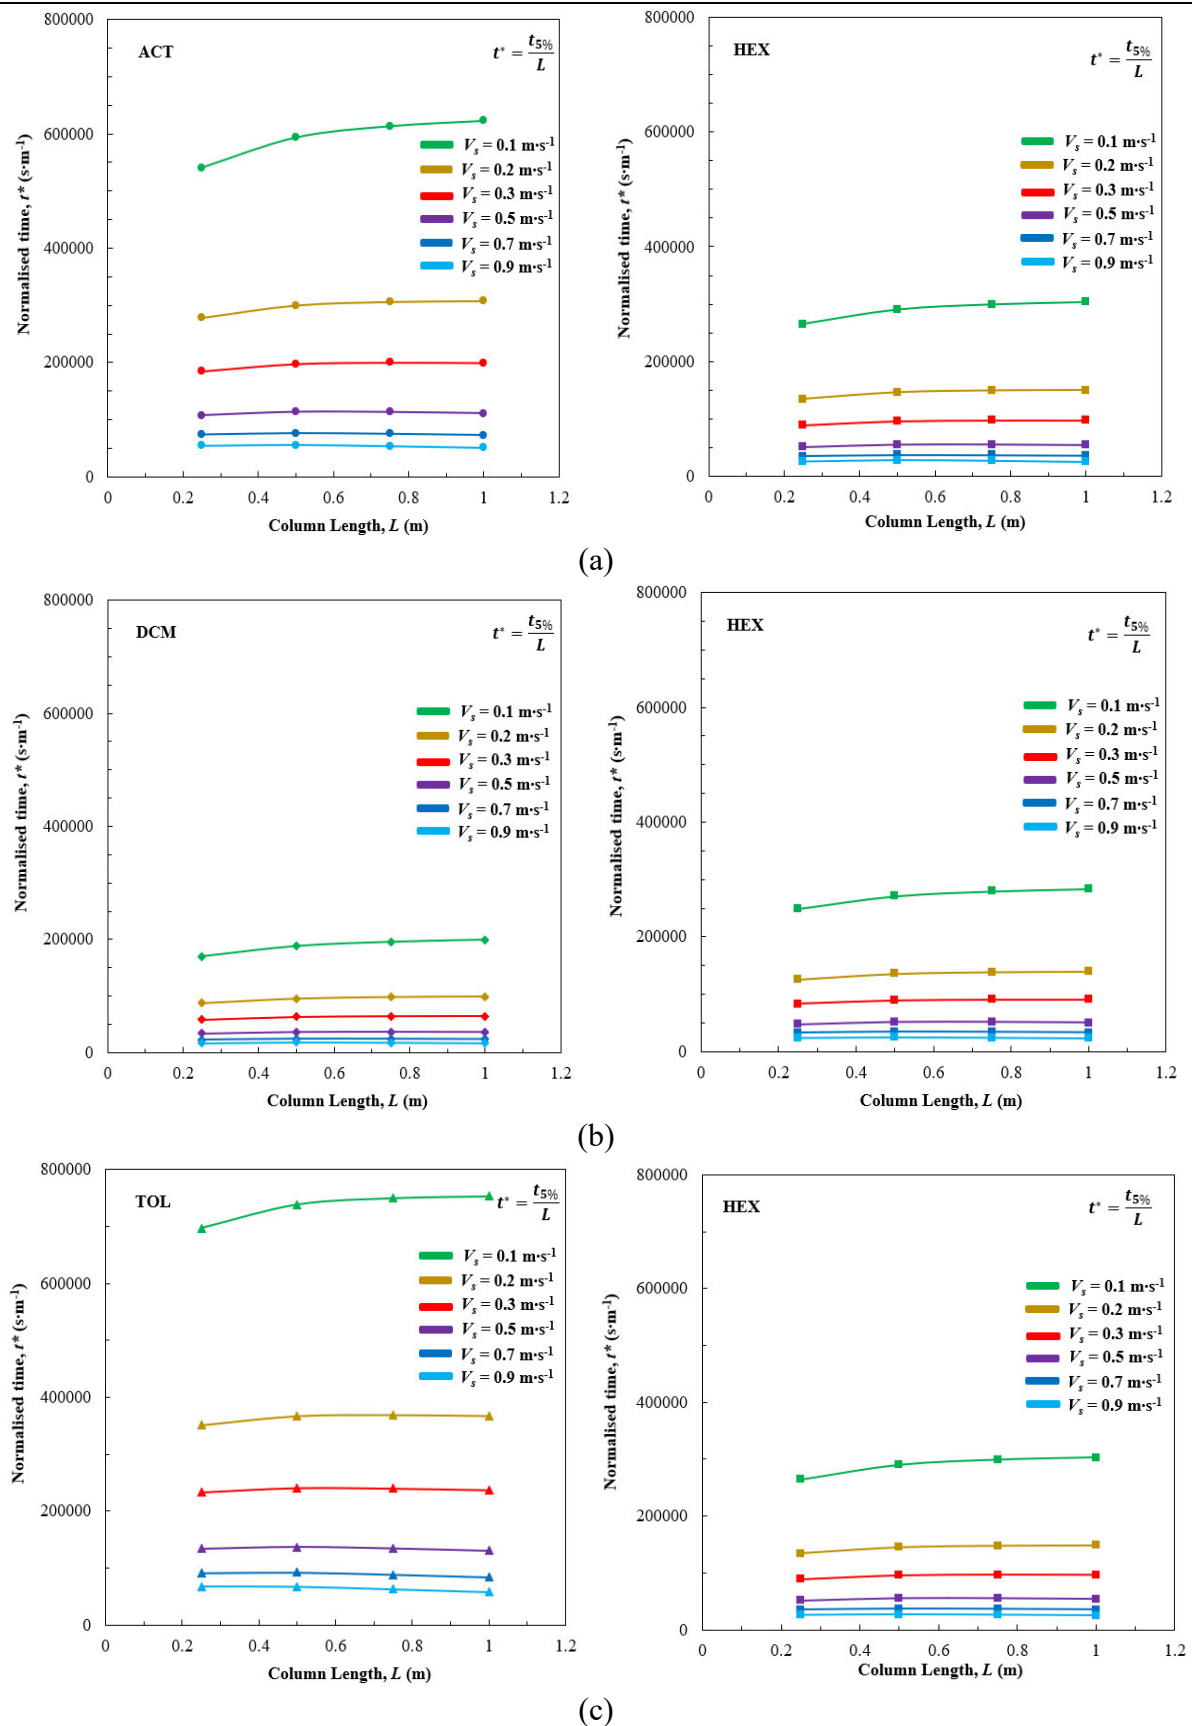 ACT
t* = t5% / L
Normalised time, t* (s·m-1)
800000
600000
400000
200000
0
Vs = 0.1 m·s-1
Vs = 0.2 m·s-1
Vs = 0.3 m·s-1
Vs = 0.5 m·s-1
Vs = 0.7 m·s-1
Vs = 0.9 m·s-1
0 0.2 0.4 0.6 0.8 1 1.2
Column Length, L (m)
HEX
t* = t5% / L
Normalised time, t* (s·m-1)
800000
600000
400000
200000
0
Vs = 0.1 m·s-1
Vs = 0.2 m·s-1
Vs = 0.3 m·s-1
Vs = 0.5 m·s-1
Vs = 0.7 m·s-1
Vs = 0.9 m·s-1
0 0.2 0.4 0.6 0.8 1 1.2
Column Length, L (m)
(a)
DCM
t* = t5% / L
Normalised time, t* (s·m-1)
800000
600000
400000
200000
0
Vs = 0.1 m·s-1
Vs = 0.2 m·s-1
Vs = 0.3 m·s-1
Vs = 0.5 m·s-1
Vs = 0.7 m·s-1
Vs = 0.9 m·s-1
0 0.2 0.4 0.6 0.8 1 1.2
Column Length, L (m)
HEX
t* = t5% / L
Normalised time, t* (s·m-1)
800000
600000
400000
200000
0
Vs = 0.1 m·s-1
Vs = 0.2 m·s-1
Vs = 0.3 m·s-1
Vs = 0.5 m·s-1
Vs = 0.7 m·s-1
Vs = 0.9 m·s-1
0 0.2 0.4 0.6 0.8 1 1.2
Column Length, L (m)
(b)
TOL
t* = t5% / L
Normalised time, t* (s·m-1)
800000
600000
400000
200000
0
Vs = 0.1 m·s-1
Vs = 0.2 m·s-1
Vs = 0.3 m·s-1
Vs = 0.5 m·s-1
Vs = 0.7 m·s-1
Vs = 0.9 m·s-1
0 0.2 0.4 0.6 0.8 1 1.2
Column Length, L (m)
HEX
t* = t5% / L
Normalised time, t* (s·m-1)
800000
600000
400000
200000
0
Vs = 0.1 m·s-1
Vs = 0.2 m·s-1
Vs = 0.3 m·s-1
Vs = 0.5 m·s-1
Vs = 0.7 m·s-1
Vs = 0.9 m·s-1
0 0.2 0.4 0.6 0.8 1 1.2
Column Length, L (m)
(c)